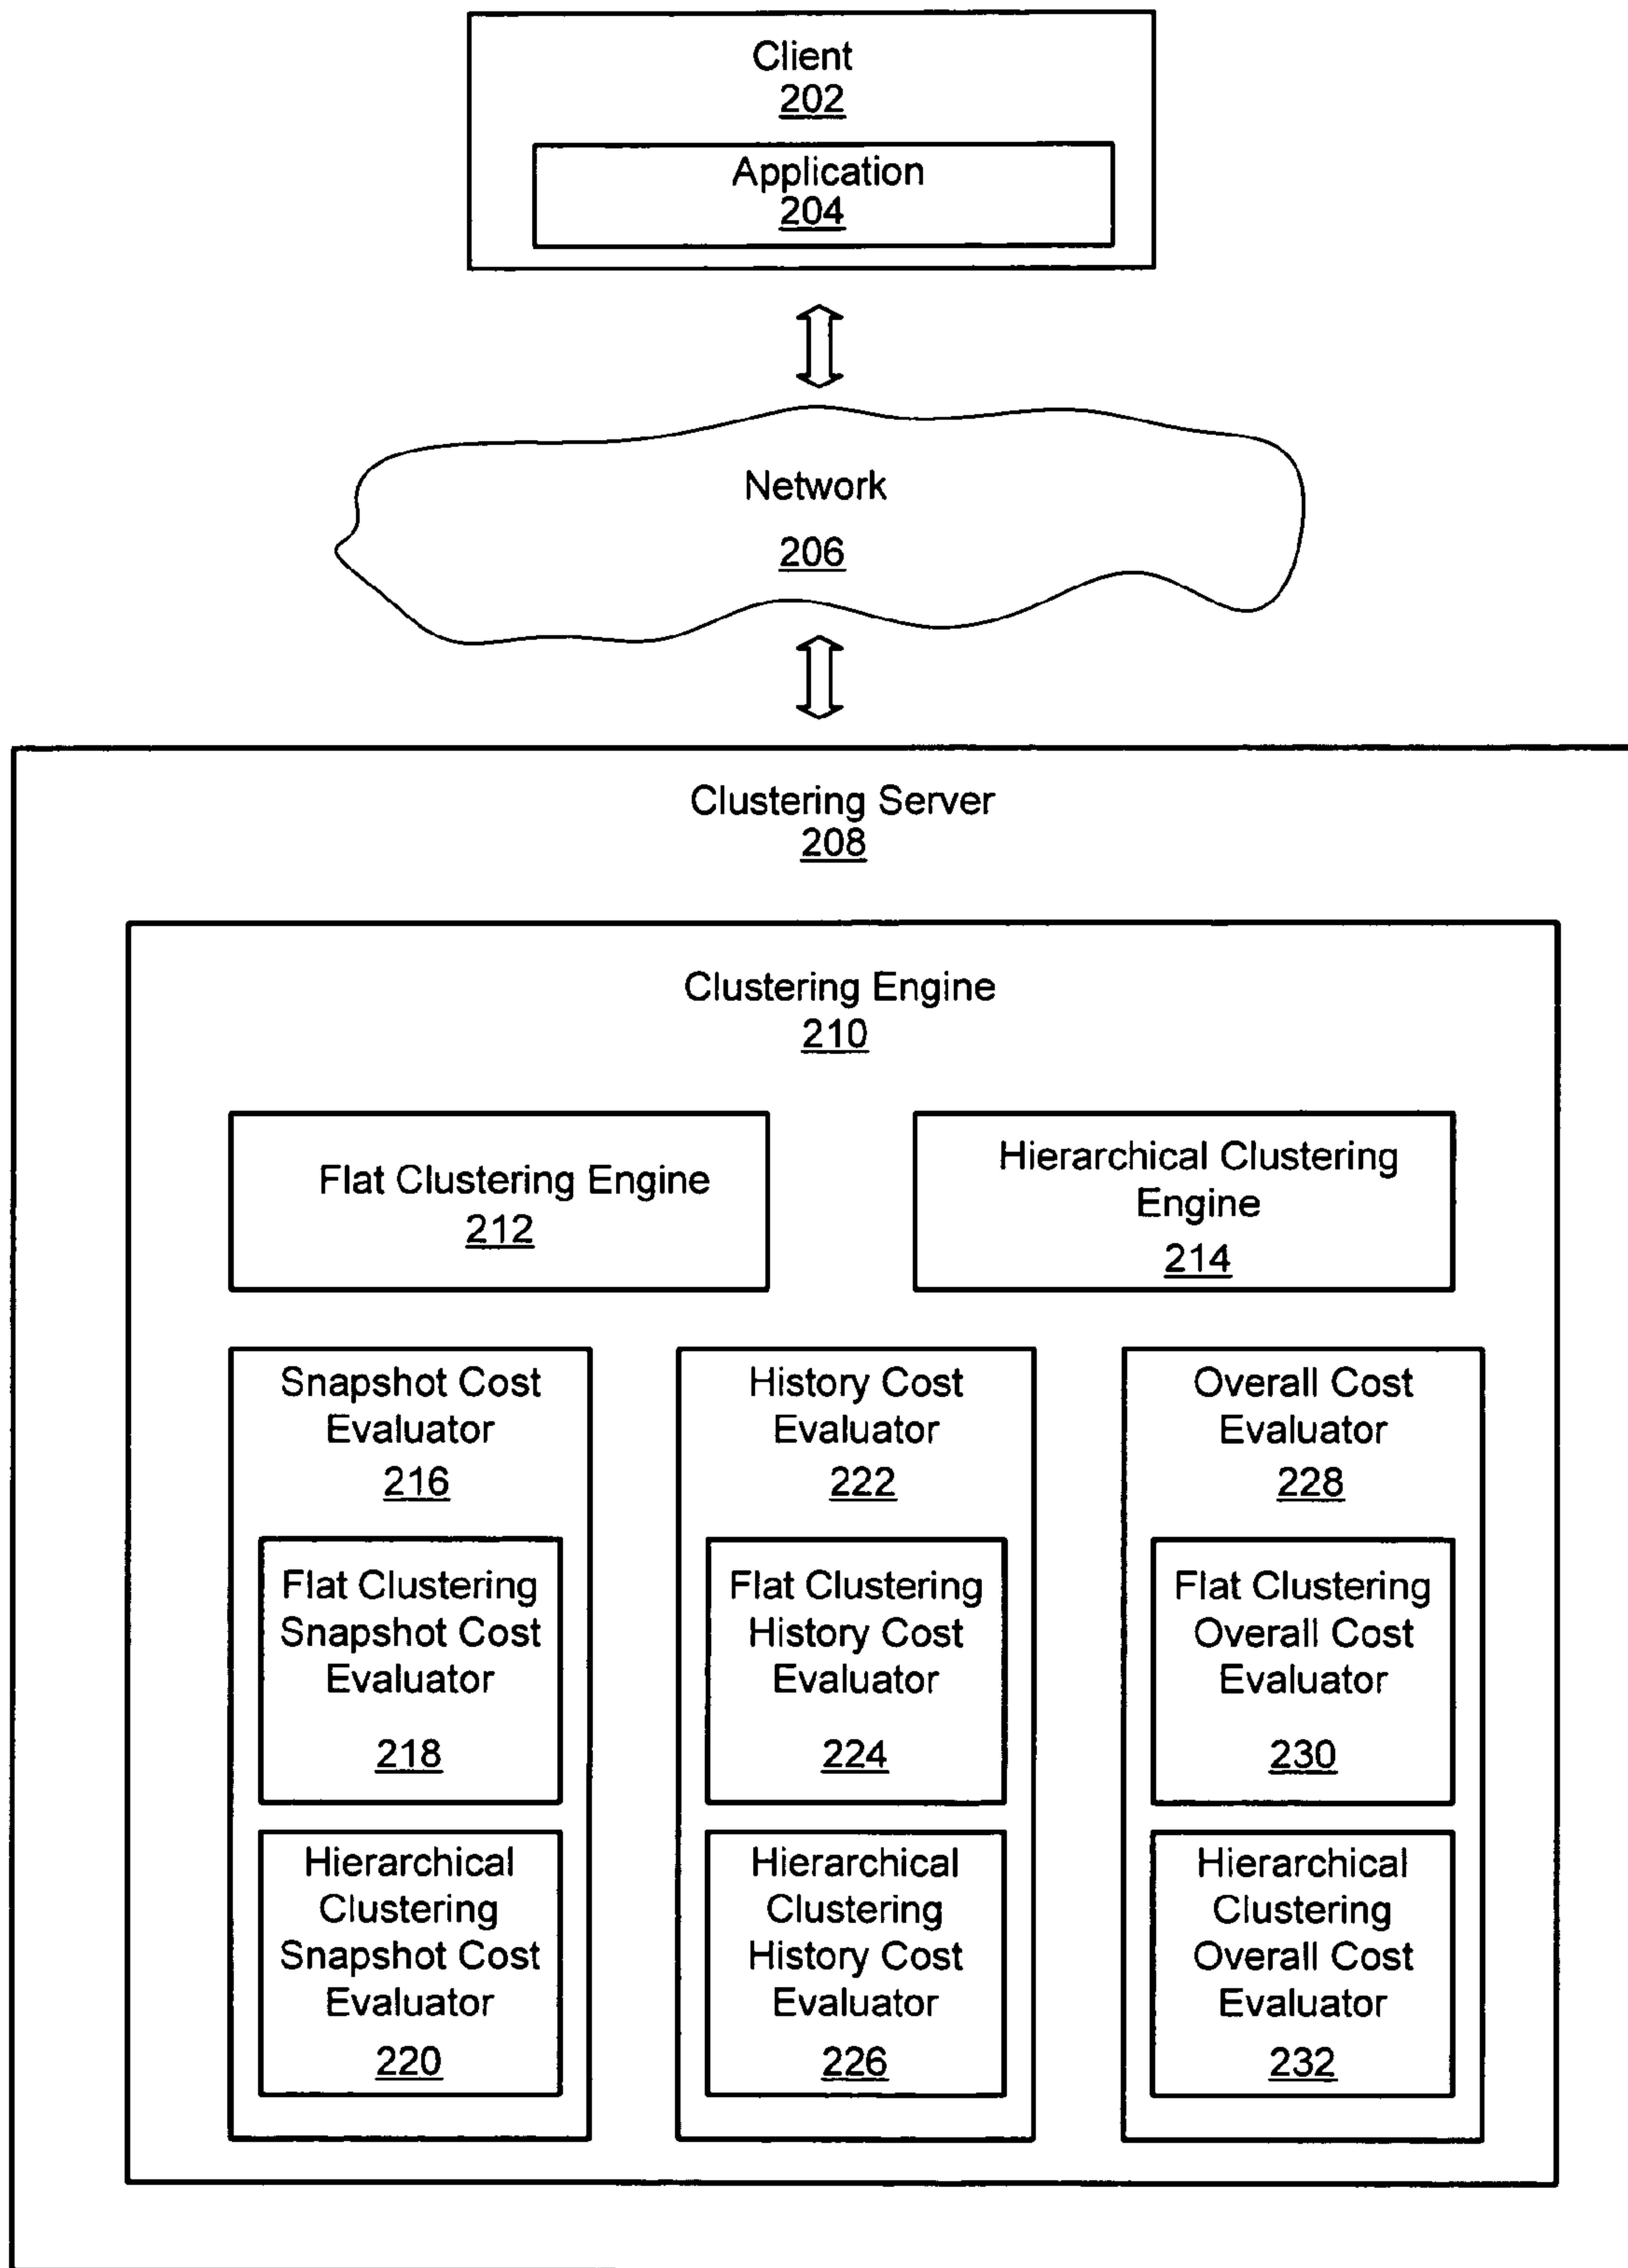 Client
202
Application
204
Network
206
Clustering Server
208
Clustering Engine
210
Flat Clustering Engine
212
Hierarchical Clustering
Engine
214
Snapshot Cost
Evaluator
216
Flat Clustering
Snapshot Cost
Evaluator
218
Hierarchical
Clustering
Snapshot Cost
Evaluator
220
History Cost
Evaluator
222
Flat Clustering
History Cost
Evaluator
224
Hierarchical
Clustering
History Cost
Evaluator
226
Overall Cost
Evaluator
228
Flat Clustering
Overall Cost
Evaluator
230
Hierarchical
Clustering
Overall Cost
Evaluator
232